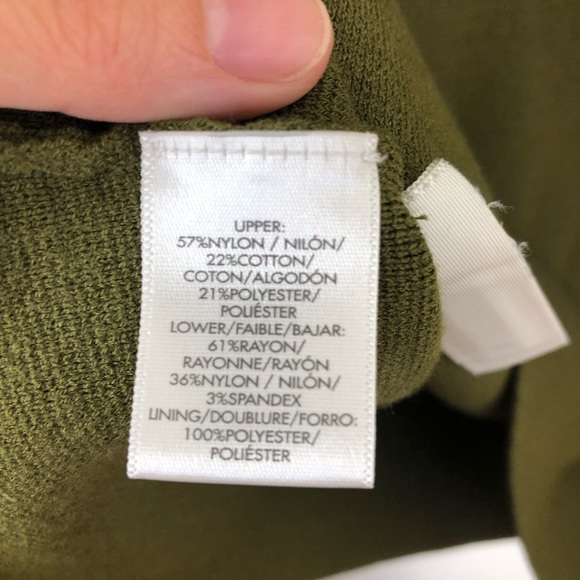 UPPER:
57%NYLON / NILÓN/
22%COTTON/
COTON/ALGODÓN
21%POLYESTER/
POLIÉSTER
LOWER/FAIBLE/BAJAR:
61%RAYON/
RAYONNE/RAYÓN
36%NYLON / NILÓN/
3%SPANDEX
LINING/DOUBLURE/FORRO:
100%POLYESTER/
POLIÉSTER